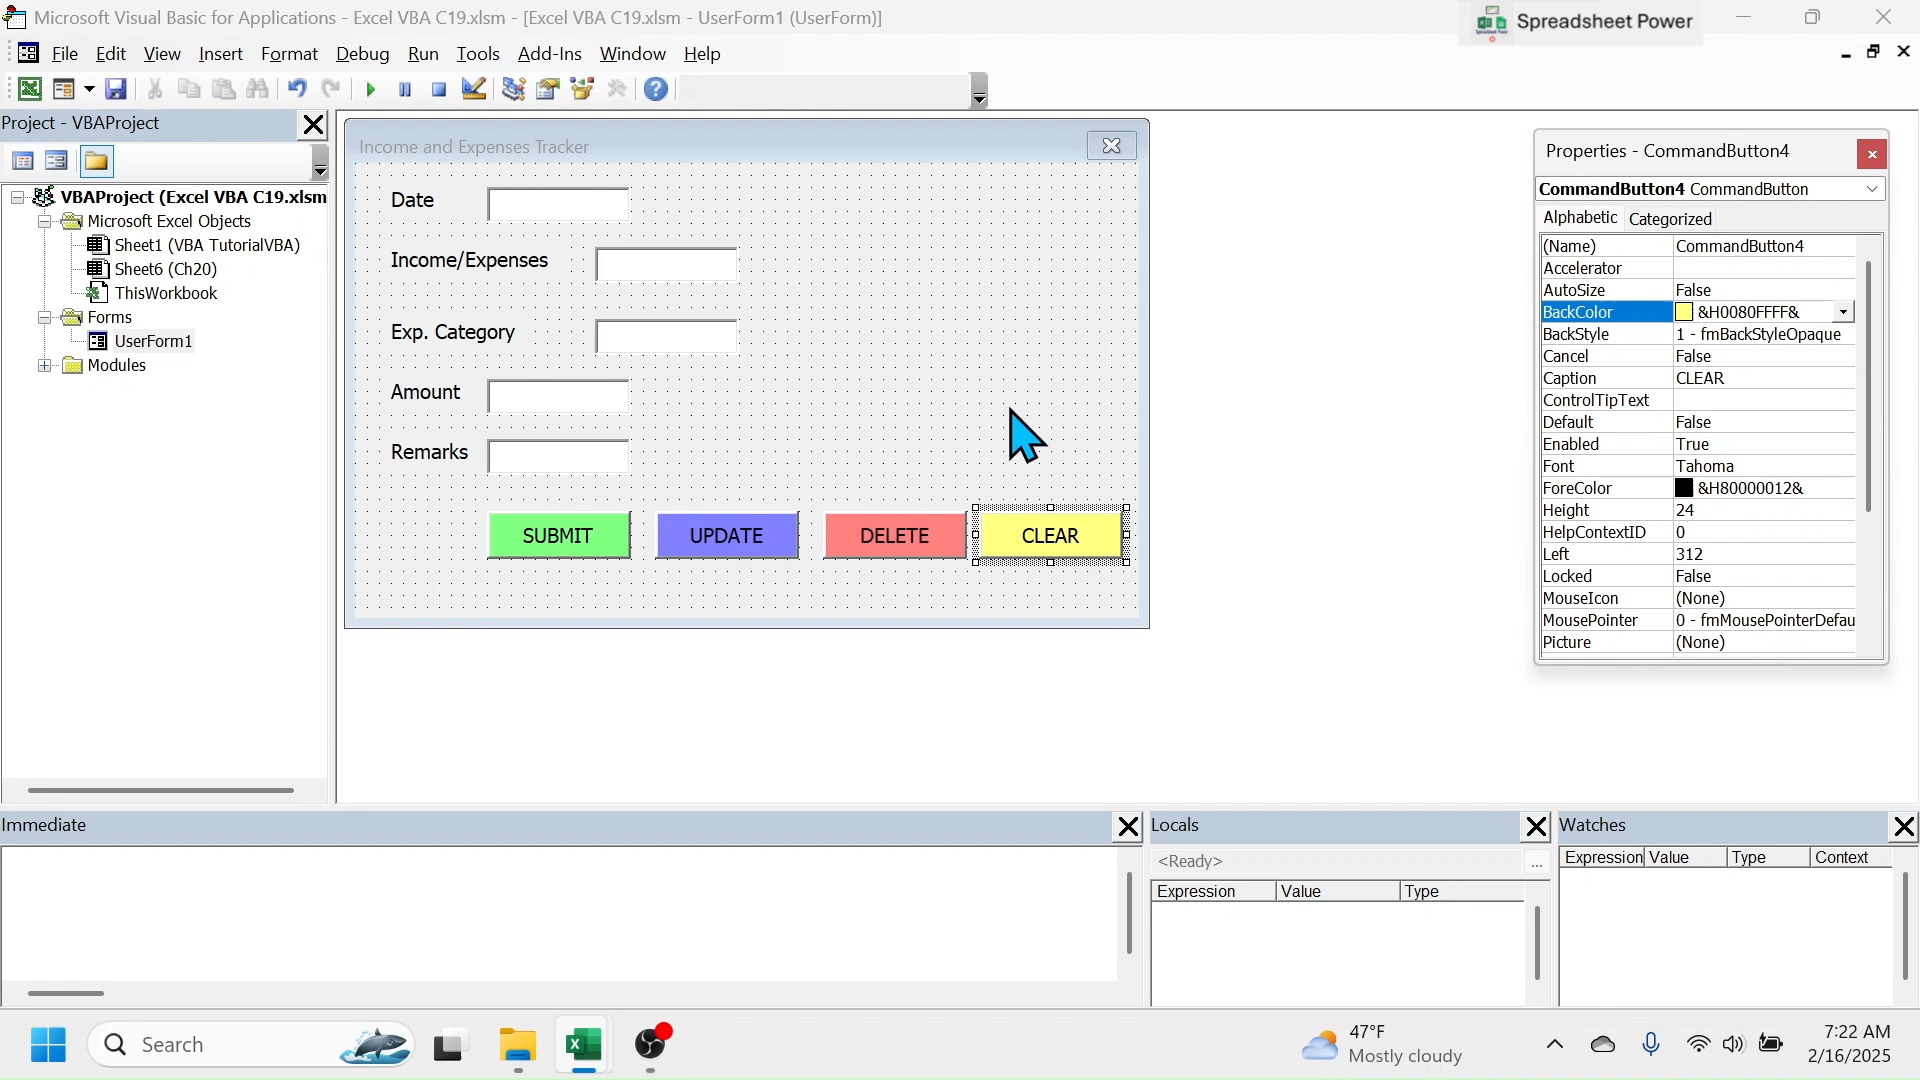 Microsoft Visual Basic for Applications - Excel VBA C19.xlsm - [Excel VBA C19.xlsm - UserForm1 (UserForm)]
Spreadsheet Power
File Edit View Insert Format Debug Run Tools Add-Ins Window Help
Project - VBAProject
VBAProject (Excel VBA C19.xlsm
Microsoft Excel Objects
Sheet1 (VBA TutorialVBA)
Sheet6 (Ch20)
ThisWorkbook
Forms
UserForm1
Modules
Income and Expenses Tracker
Date
Income/Expenses
Exp. Category
Amount
Remarks
SUBMIT UPDATE DELETE CLEAR
Properties - CommandButton4
CommandButton4 CommandButton
Alphabetic Categorized
(Name) CommandButton4
Accelerator
AutoSize False
BackColor &H0080FFFF&
BackStyle 1 - fmBackStyleOpaque
Cancel False
Caption CLEAR
ControlTipText
Default False
Enabled True
Font Tahoma
ForeColor &H80000012&
Height 24
HelpContextID 0
Left 312
Locked False
MouseIcon (None)
MousePointer 0 - fmMousePointerDefau
Picture (None)
Immediate
Locals
<Ready> ...
Expression Value Type
Watches
Expression Value Type Context
Search
47°F
Mostly cloudy
7:22 AM
2/16/2025